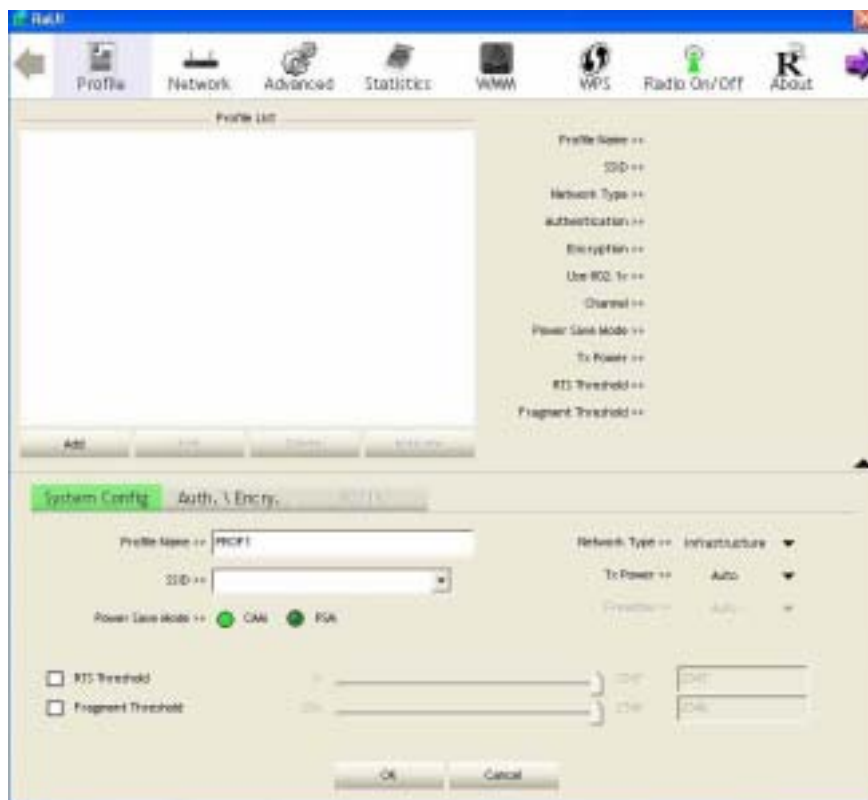 RaUI
Profile Network Advanced Statistics WMM WPS Radio On/Off About
Profile List
Profile Name >>
SSID >>
Network Type >>
Authentication >>
Encryption >>
Use 802.1x >>
Channel >>
Power Save Mode >>
Tx Power >>
RTS Threshold >>
Fragment Threshold >>
Add
System Config Auth. \ Encry.
Profile Name >> PROF1 Network Type >> Infrastructure
SSID >> Tx Power >> Auto
Power Save Mode >> CAM PSM
RTS Threshold
Fragment Threshold
OK Cancel